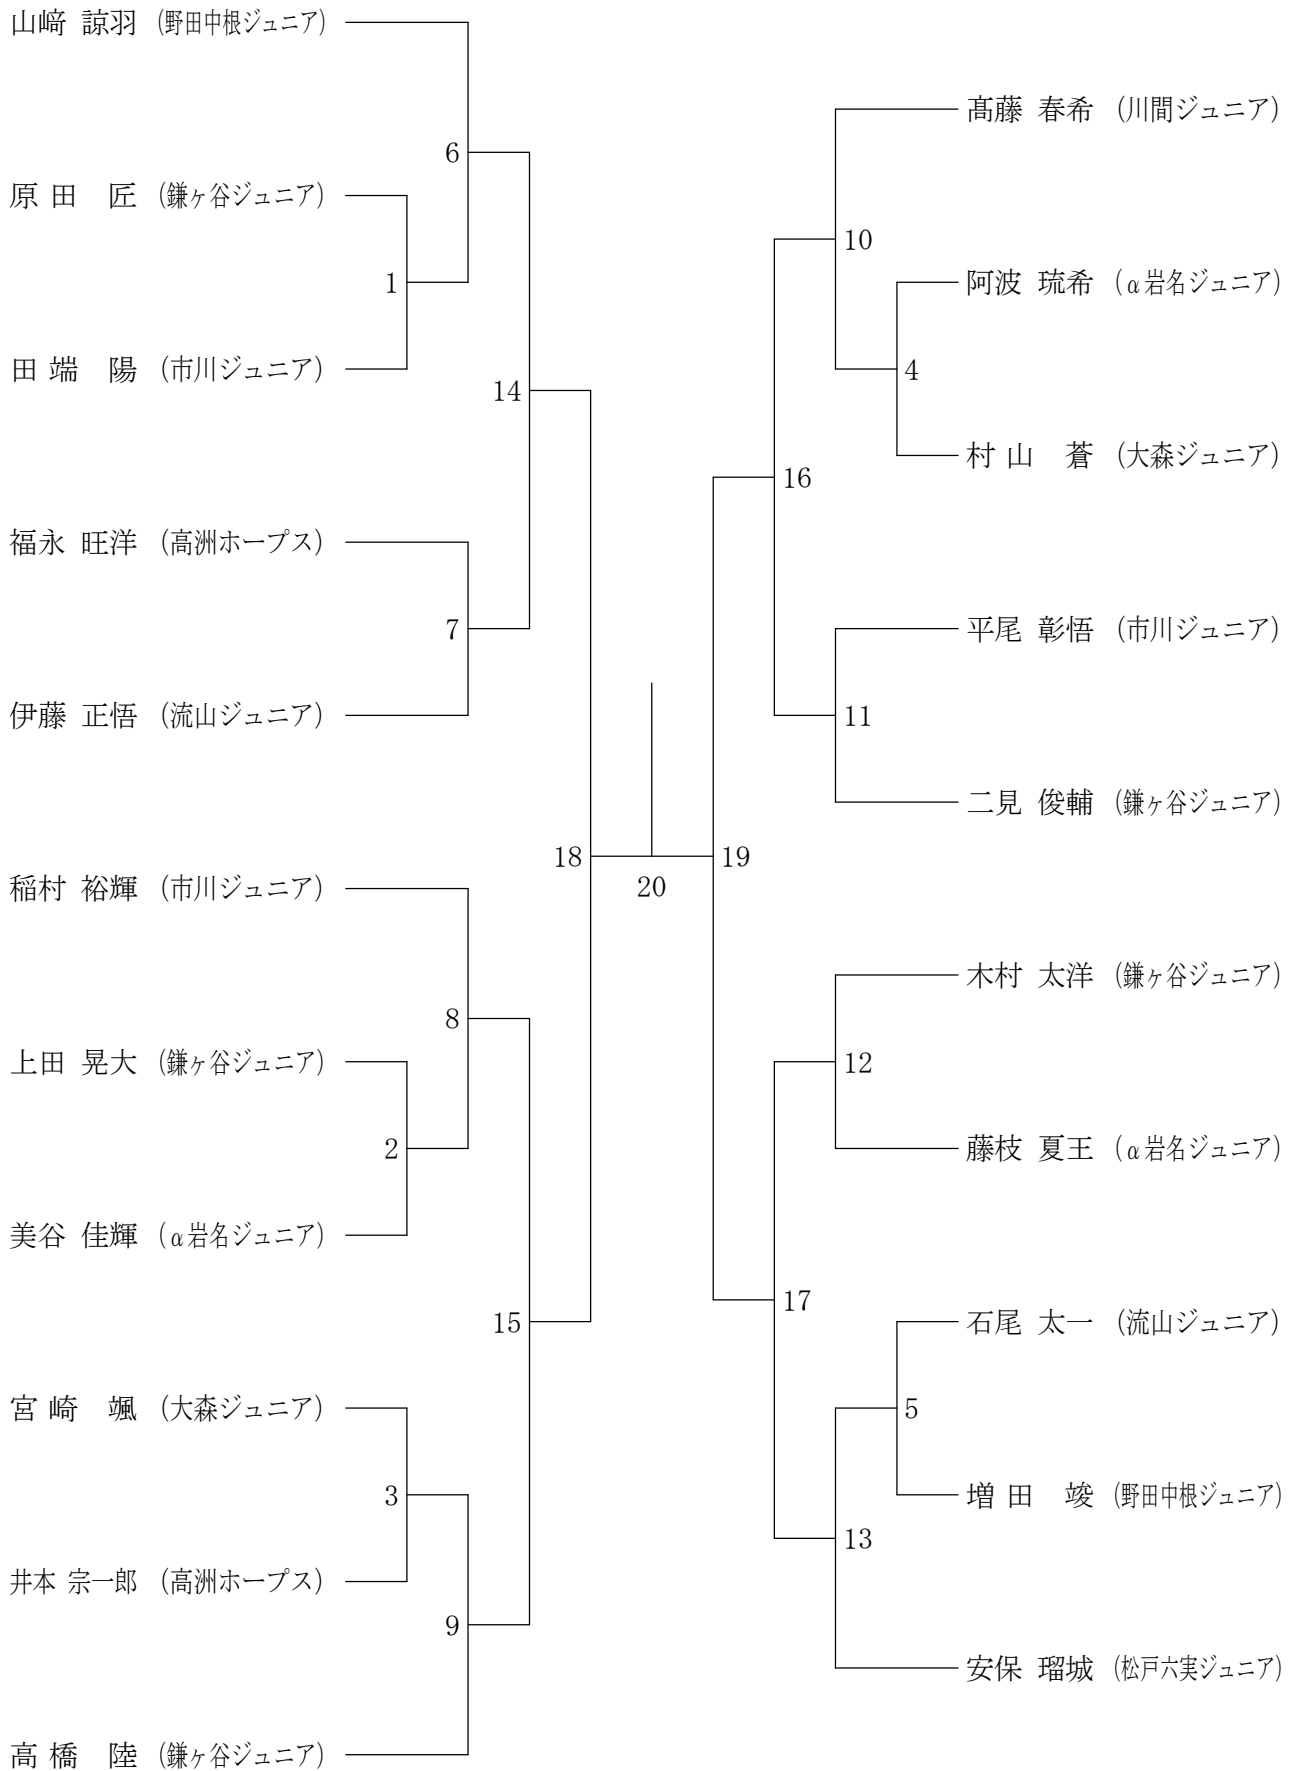 山﨑 諒羽 (野田中根ジュニア)
6
原田 匠 (鎌ヶ谷ジュニア)
1
田端 陽 (市川ジュニア)
14
福永 旺洋 (高洲ホープス)
7
伊藤 正悟 (流山ジュニア)
18
稲村 裕輝 (市川ジュニア)
8
上田 晃大 (鎌ヶ谷ジュニア)
2
美谷 佳輝 (α岩名ジュニア)
15
宮崎 颯 (大森ジュニア)
3
井本 宗一郎 (高洲ホープス)
9
高橋 陸 (鎌ヶ谷ジュニア)
20
髙藤 春希 (川間ジュニア)
10
阿波 琉希 (α岩名ジュニア)
4
村山 蒼 (大森ジュニア)
16
平尾 彰悟 (市川ジュニア)
11
二見 俊輔 (鎌ヶ谷ジュニア)
19
木村 太洋 (鎌ヶ谷ジュニア)
12
藤枝 夏王 (α岩名ジュニア)
17
石尾 太一 (流山ジュニア)
5
増田 竣 (野田中根ジュニア)
13
安保 瑠城 (松戸六実ジュニア)